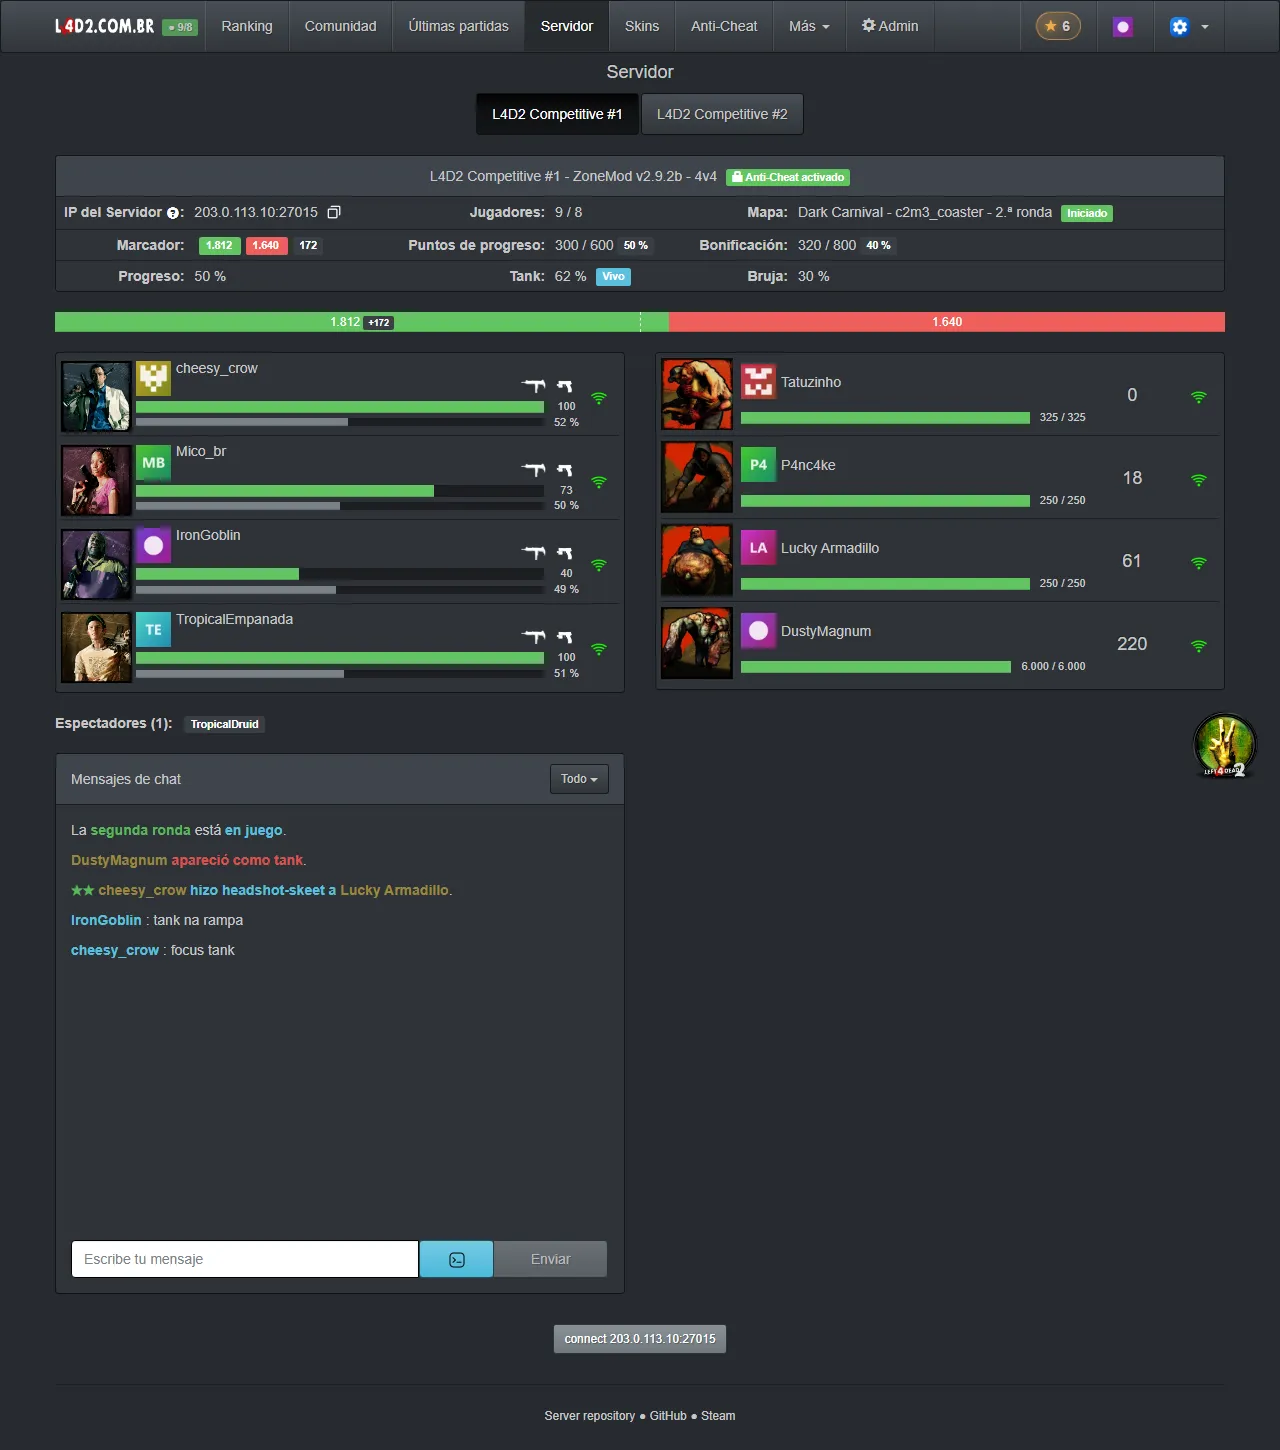 L4D2.COM.BR ● 9/8 Ranking Comunidad Últimas partidas Servidor Skins Anti-Cheat Más Admin ★ 6
Servidor
L4D2 Competitive #1 L4D2 Competitive #2
L4D2 Competitive #1 - ZoneMod v2.9.2b - 4v4 Anti-Cheat activado
IP del Servidor ?: 203.0.113.10:27015 Jugadores: 9 / 8 Mapa: Dark Carnival - c2m3_coaster - 2.ª ronda Iniciado
Marcador: 1.812 1.640 172 Puntos de progreso: 300 / 600 50 % Bonificación: 320 / 800 40 %
Progreso: 50 % Tank: 62 % Vivo Bruja: 30 %
1.812 +172 1.640
cheesy_crow
100
52 %
MB Mico_br
73
50 %
IronGoblin
40
49 %
TE TropicalEmpanada
100
51 %
Tatuzinho 0
325 / 325
P4 P4nc4ke 18
250 / 250
LA Lucky Armadillo 61
250 / 250
DustyMagnum 220
6.000 / 6.000
Espectadores (1): TropicalDruid
LEFT 4 DEAD 2
Mensajes de chat Todo
La segunda ronda está en juego.
DustyMagnum apareció como tank.
★★ cheesy_crow hizo headshot-skeet a Lucky Armadillo.
IronGoblin : tank na rampa
cheesy_crow : focus tank
Escribe tu mensaje Enviar
connect 203.0.113.10:27015
Server repository ● GitHub ● Steam